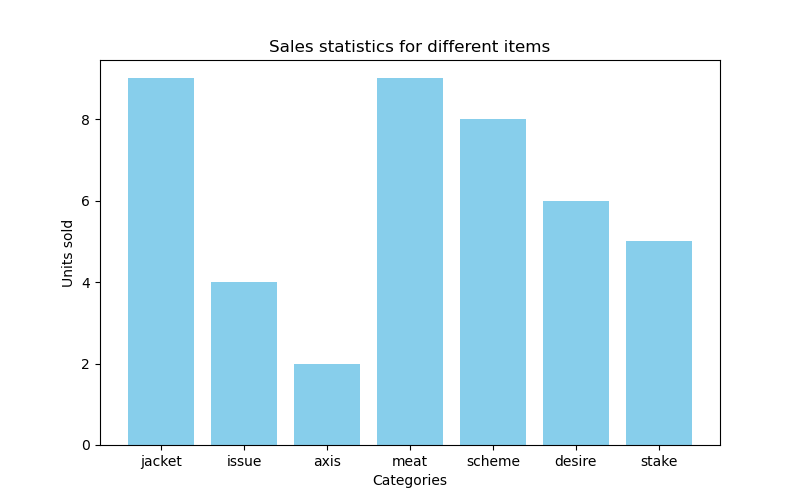 Sales statistics for different items
Units sold
8
6
4
2
0
jacket issue axis meat scheme desire stake
Categories